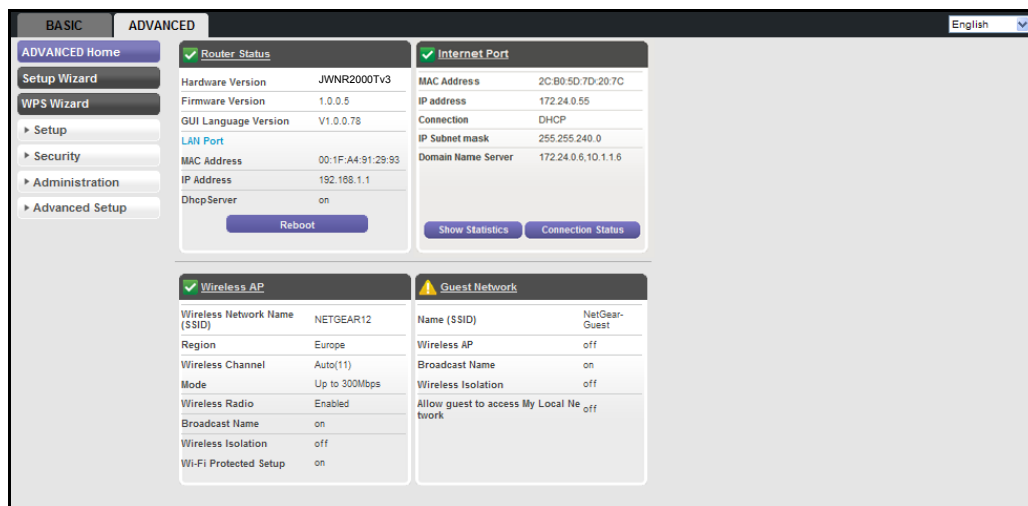 BASIC
ADVANCED
English
ADVANCED Home
Setup Wizard
WPS Wizard
Setup
Security
Administration
Advanced Setup
Router Status
Hardware Version JWNR2000Tv3
Firmware Version 1.0.0.5
GUI Language Version V1.0.0.78
LAN Port
MAC Address 00:1F:A4:91:29:93
IP Address 192.168.1.1
DhcpServer on
Reboot
Internet Port
MAC Address 2C:B0:5D:7D:20:7C
IP address 172.24.0.55
Connection DHCP
IP Subnet mask 255.255.240.0
Domain Name Server 172.24.0.6,10.1.1.6
Show Statistics
Connection Status
Wireless AP
Wireless Network Name
(SSID) NETGEAR12
Region Europe
Wireless Channel Auto(11)
Mode Up to 300Mbps
Wireless Radio Enabled
Broadcast Name on
Wireless Isolation off
Wi-Fi Protected Setup on
Guest Network
Name (SSID) NetGear-
Guest
Wireless AP off
Broadcast Name on
Wireless Isolation off
Allow guest to access My Local Ne
twork off